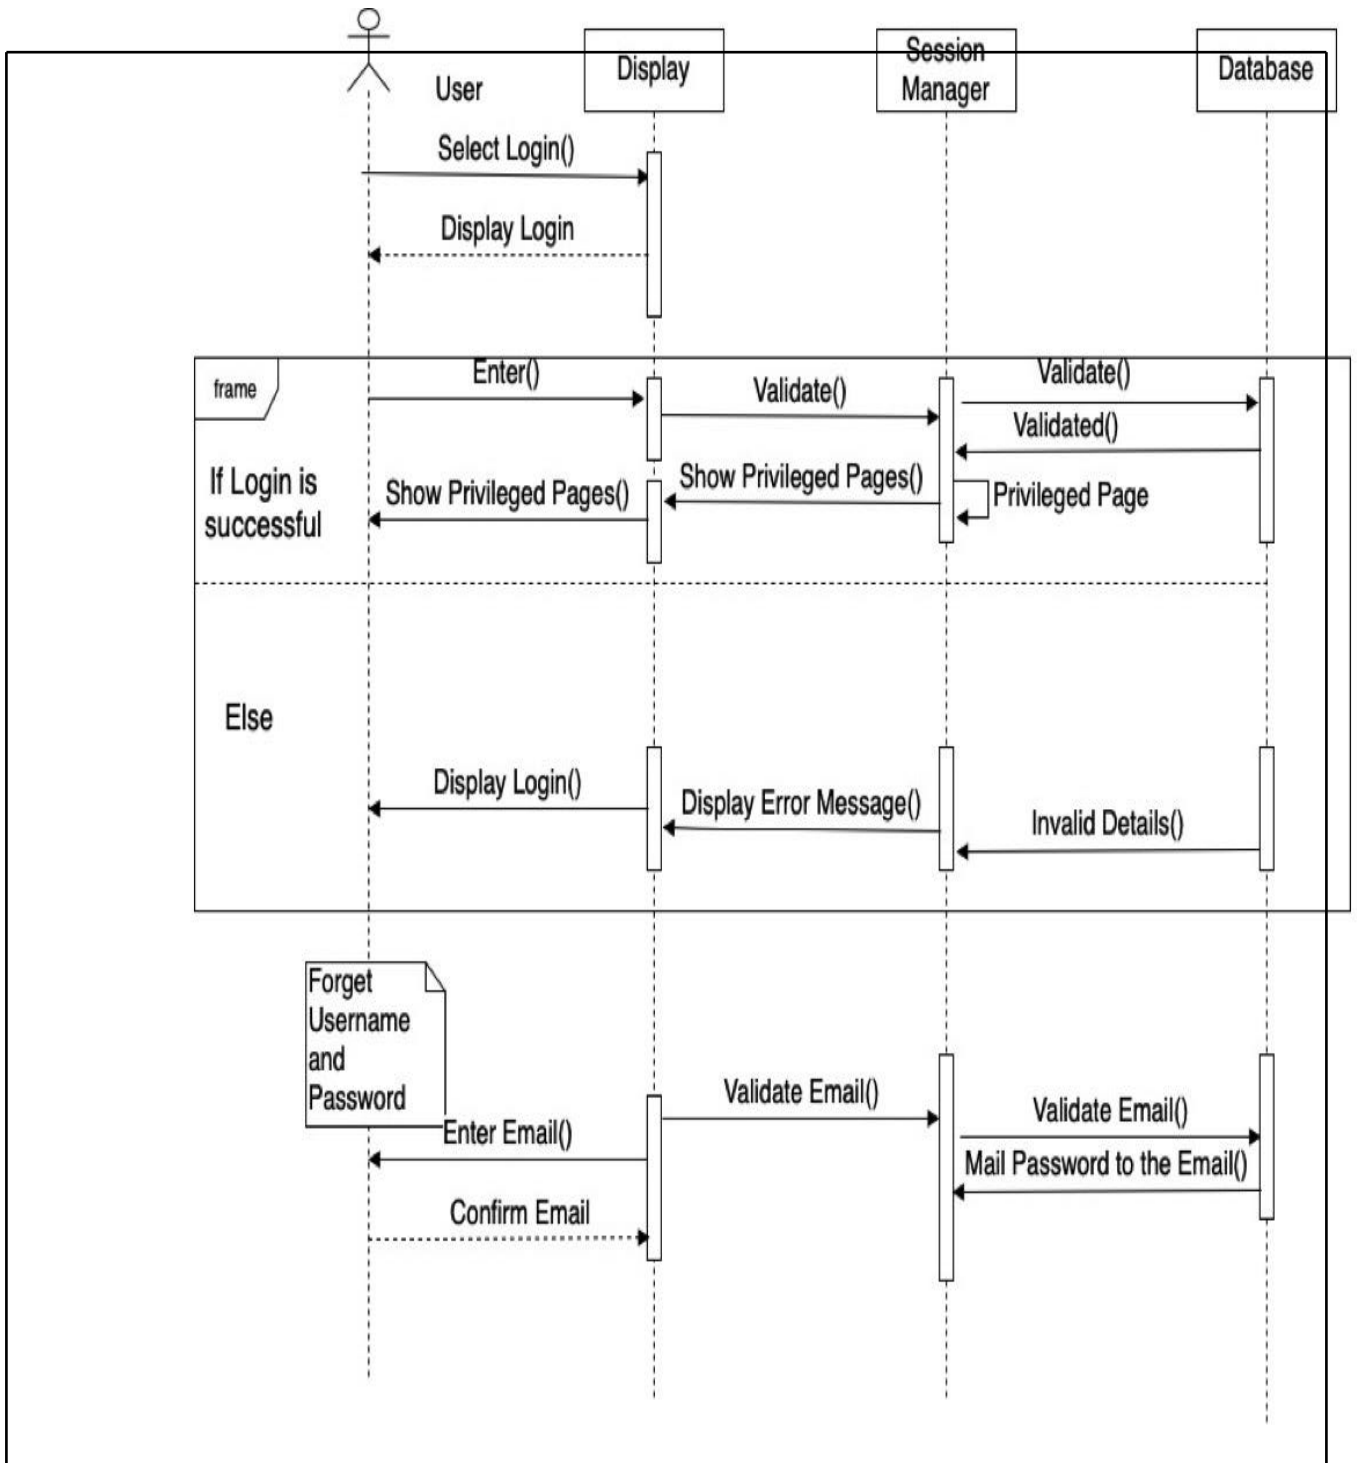 User
Display
Session
Manager
Database
Select Login()
Display Login
frame
Enter()
Validate()
Validate()
Validated()
If Login is
successful
Show Privileged Pages()
Show Privileged Pages()
Privileged Page
Else
Display Login()
Display Error Message()
Invalid Details()
Forget
Username
and
Password
Validate Email()
Validate Email()
Enter Email()
Mail Password to the Email()
Confirm Email